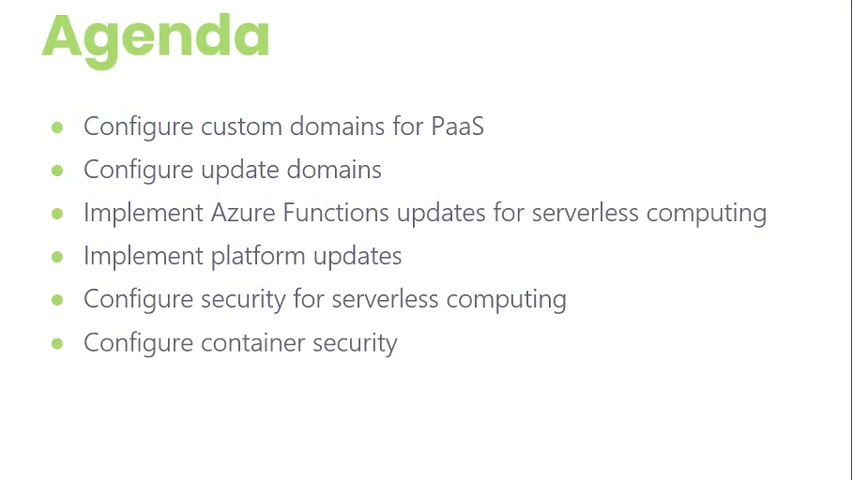 Agenda
Configure custom domains for PaaS
Configure update domains
Implement Azure Functions updates for serverless computing
Implement platform updates
Configure security for serverless computing
Configure container security